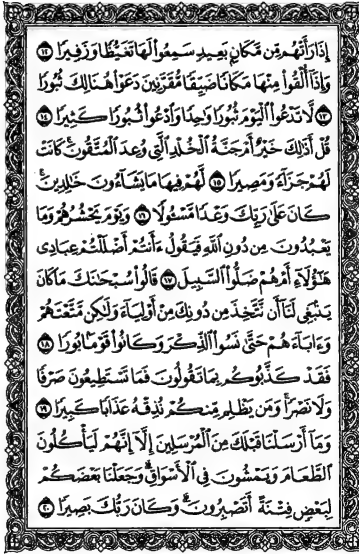 إِذَا رَأَتْهُم مِّن مَّكَانٍ بَعِيدٍ سَمِعُوا۟ لَهَا تَغَيُّظًا وَزَفِيرًا ١٢
وَإِذَآ أُلْقُوا۟ مِنْهَا مَكَانًا ضَيِّقًا مُّقَرَّنِينَ دَعَوْا۟ هُنَالِكَ ثُبُورًا
١٣ لَّا تَدْعُوا۟ ٱلْيَوْمَ ثُبُورًا وَٰحِدًا وَٱدْعُوا۟ ثُبُورًا كَثِيرًا ١٤
قُلْ أَذَٰلِكَ خَيْرٌ أَمْ جَنَّةُ ٱلْخُلْدِ ٱلَّتِى وُعِدَ ٱلْمُتَّقُونَ ۚ كَانَتْ
لَهُمْ جَزَآءً وَمَصِيرًا ١٥ لَّهُمْ فِيهَا مَا يَشَآءُونَ خَٰلِدِينَ ۚ
كَانَ عَلَىٰ رَبِّكَ وَعْدًا مَّسْـُٔولًا ١٦ وَيَوْمَ يَحْشُرُهُمْ وَمَا
يَعْبُدُونَ مِن دُونِ ٱللَّهِ فَيَقُولُ ءَأَنتُمْ أَضْلَلْتُمْ عِبَادِى
هَٰٓؤُلَآءِ أَمْ هُمْ ضَلُّوا۟ ٱلسَّبِيلَ ١٧ قَالُوا۟ سُبْحَٰنَكَ مَا كَانَ
يَنۢبَغِى لَنَآ أَن نَّتَّخِذَ مِن دُونِكَ مِنْ أَوْلِيَآءَ وَلَٰكِن مَّتَّعْتَهُمْ
وَءَابَآءَهُمْ حَتَّىٰ نَسُوا۟ ٱلذِّكْرَ وَكَانُوا۟ قَوْمًۢا بُورًا ١٨
فَقَدْ كَذَّبُوكُم بِمَا تَقُولُونَ فَمَا تَسْتَطِيعُونَ صَرْفًا
وَلَا نَصْرًا ۚ وَمَن يَظْلِم مِّنكُمْ نُذِقْهُ عَذَابًا كَبِيرًا ١٩
وَمَآ أَرْسَلْنَا قَبْلَكَ مِنَ ٱلْمُرْسَلِينَ إِلَّآ إِنَّهُمْ لَيَأْكُلُونَ
ٱلطَّعَامَ وَيَمْشُونَ فِى ٱلْأَسْوَاقِ ۗ وَجَعَلْنَا بَعْضَكُمْ
لِبَعْضٍ فِتْنَةً أَتَصْبِرُونَ ۗ وَكَانَ رَبُّكَ بَصِيرًا ٢٠